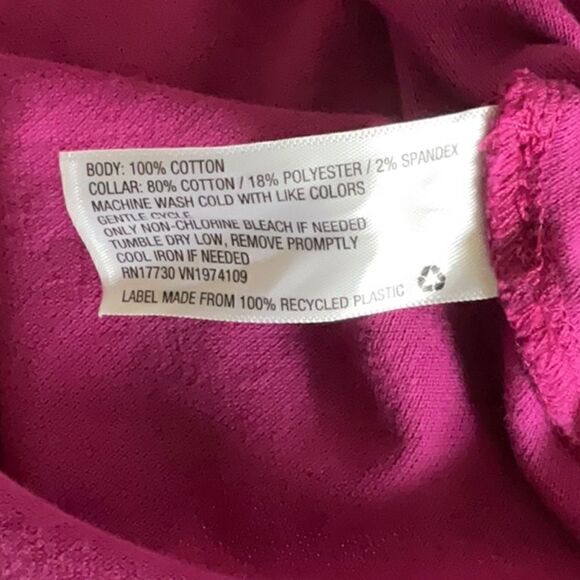 BODY: 100% COTTON
COLLAR: 80% COTTON / 18% POLYESTER / 2% SPANDEX
MACHINE WASH COLD WITH LIKE COLORS
GENTLE CYCLE
ONLY NON-CHLORINE BLEACH IF NEEDED
TUMBLE DRY LOW, REMOVE PROMPTLY
COOL IRON IF NEEDED
RN17730 VN1974109
LABEL MADE FROM 100% RECYCLED PLASTIC